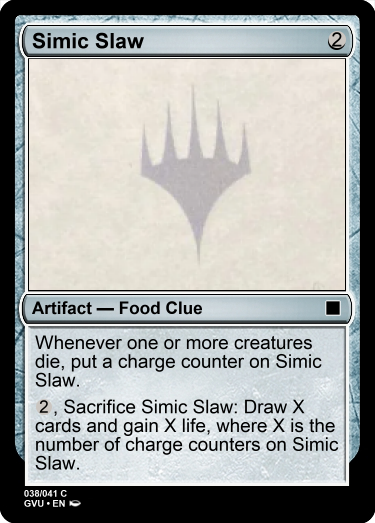 Simic Slaw 2
Artifact — Food Clue
Whenever one or more creatures
die, put a charge counter on Simic
Slaw.
2, Sacrifice Simic Slaw: Draw X
cards and gain X life, where X is the
number of charge counters on Simic
Slaw.
038/041 C
GVU • EN